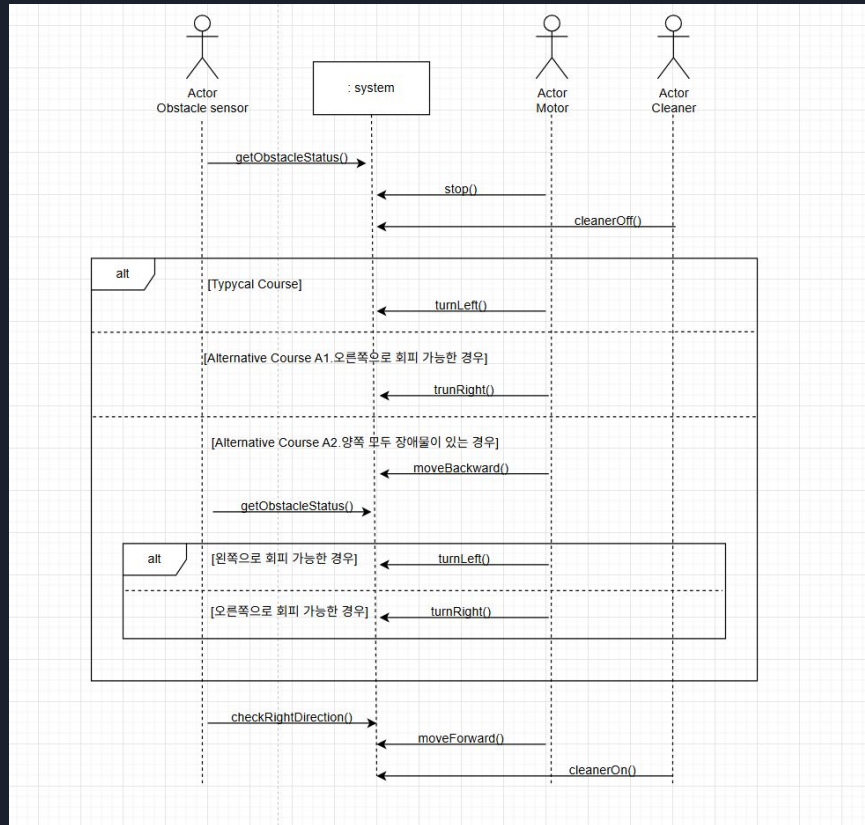 Actor
Obstacle sensor
: system
Actor
Motor
Actor
Cleaner
getObstacleStatus()
stop()
cleanerOff()
alt
[Typycal Course]
turnLeft()
[Alternative Course A1.오른쪽으로 회피 가능한 경우]
trunRight()
[Alternative Course A2.양쪽 모두 장애물이 있는 경우]
moveBackward()
getObstacleStatus()
alt
[왼쪽으로 회피 가능한 경우]
turnLeft()
[오른쪽으로 회피 가능한 경우]
turnRight()
checkRightDirection()
moveForward()
cleanerOn()